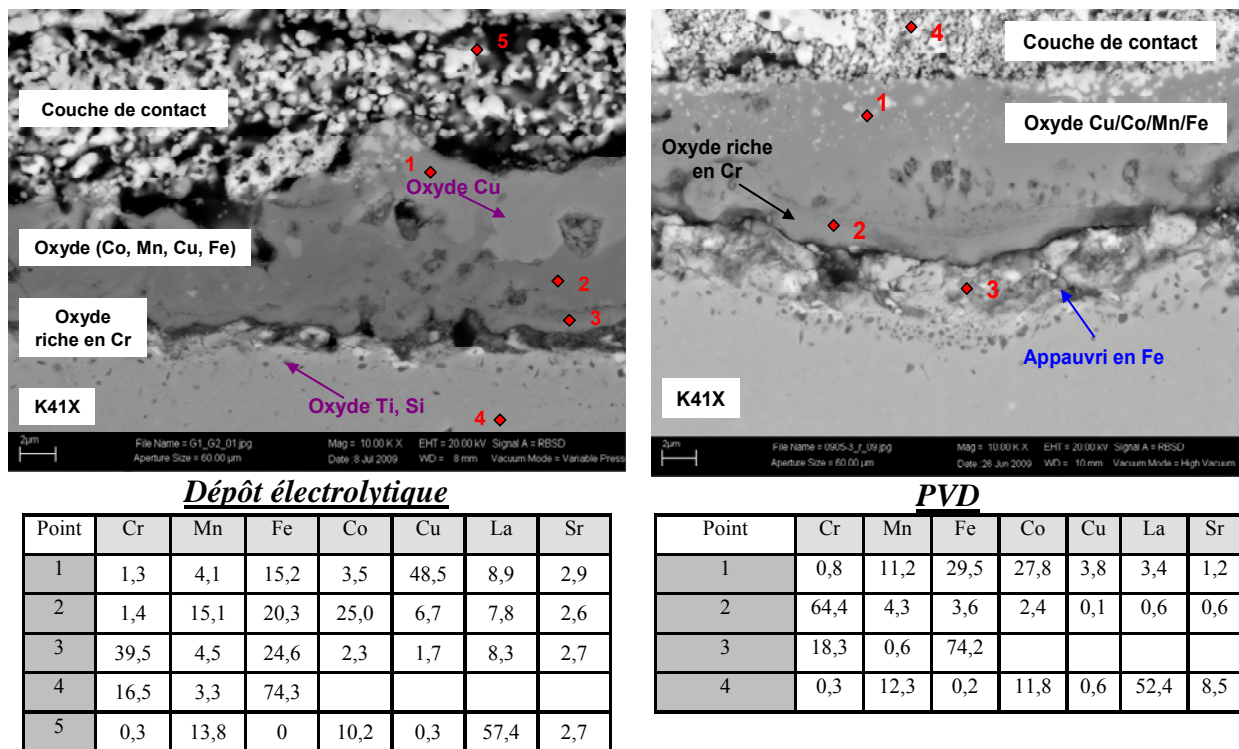 5
Couche de contact
1
Oxyde Cu
Oxyde (Co, Mn, Cu, Fe)
2
3
Oxyde
riche en Cr
K41X
Oxyde Ti, Si
4
2µm
File Name = G1_G2_01.jpg
Mag = 10.00 K X
EHT = 20.00 kV
Signal A = RBSD
Aperture Size = 60.00 µm
Date :8 Jul 2009
WD = 8 mm
Vacuum Mode = Variable Press
Dépôt électrolytique
Point Cr Mn Fe Co Cu La Sr
1 1,3 4,1 15,2 3,5 48,5 8,9 2,9
2 1,4 15,1 20,3 25,0 6,7 7,8 2,6
3 39,5 4,5 24,6 2,3 1,7 8,3 2,7
4 16,5 3,3 74,3
5 0,3 13,8 0 10,2 0,3 57,4 2,7
4
Couche de contact
1
Oxyde Cu/Co/Mn/Fe
Oxyde riche
en Cr
2
3
Appauvri en Fe
K41X
2µm
File Name = 0905-3_r_09.jpg
Mag = 10.00 K X
EHT = 20.00 kV
Signal A = RBSD
Aperture Size = 60.00 µm
Date :26 Jun 2009
WD = 10 mm
Vacuum Mode = High Vacuum
PVD
Point Cr Mn Fe Co Cu La Sr
1 0,8 11,2 29,5 27,8 3,8 3,4 1,2
2 64,4 4,3 3,6 2,4 0,1 0,6 0,6
3 18,3 0,6 74,2
4 0,3 12,3 0,2 11,8 0,6 52,4 8,5